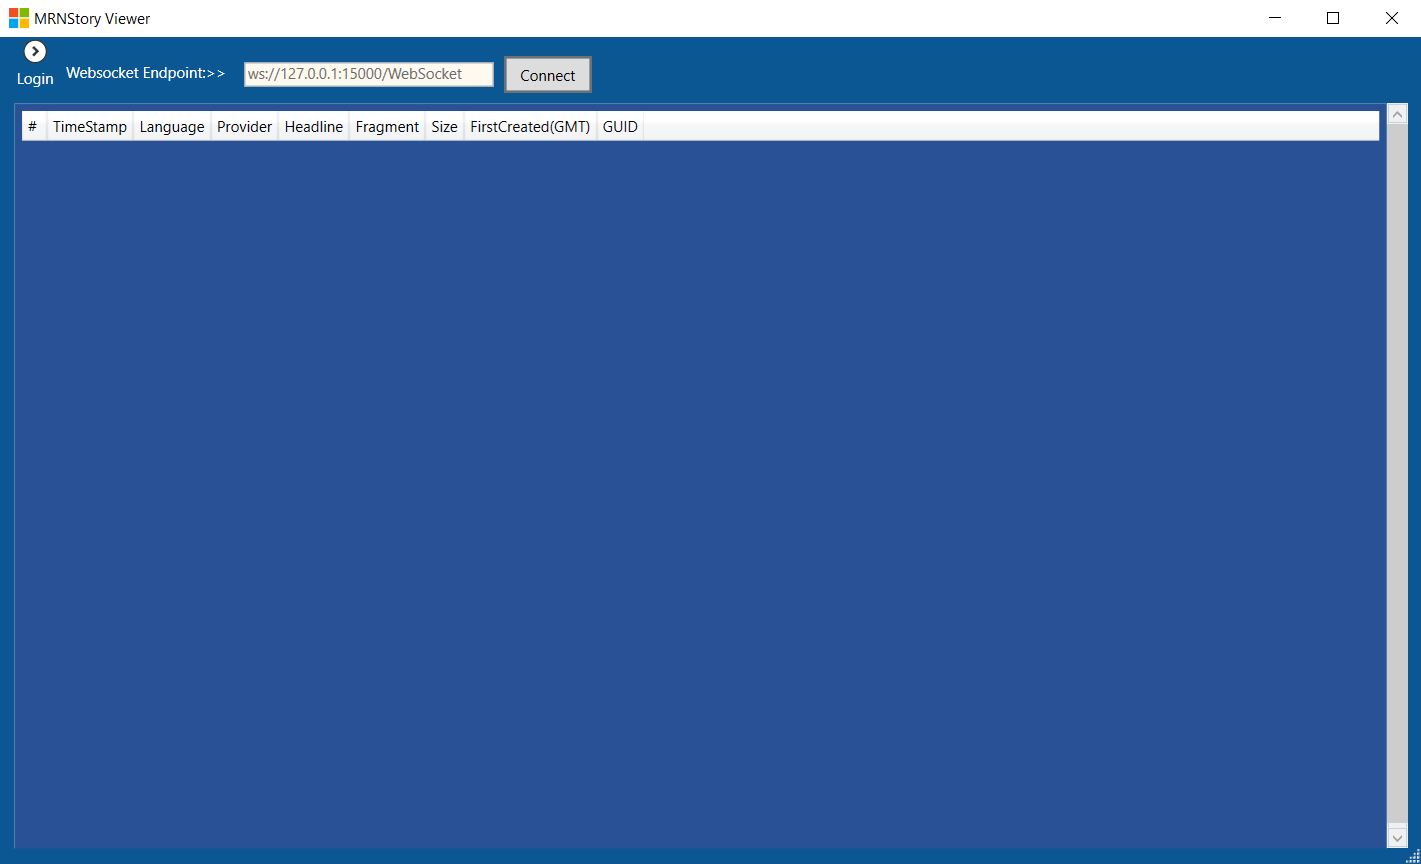 MRNStory Viewer
Login
Websocket Endpoint:>> ws://127.0.0.1:15000/WebSocket Connect
# TimeStamp Language Provider Headline Fragment Size FirstCreated(GMT) GUID